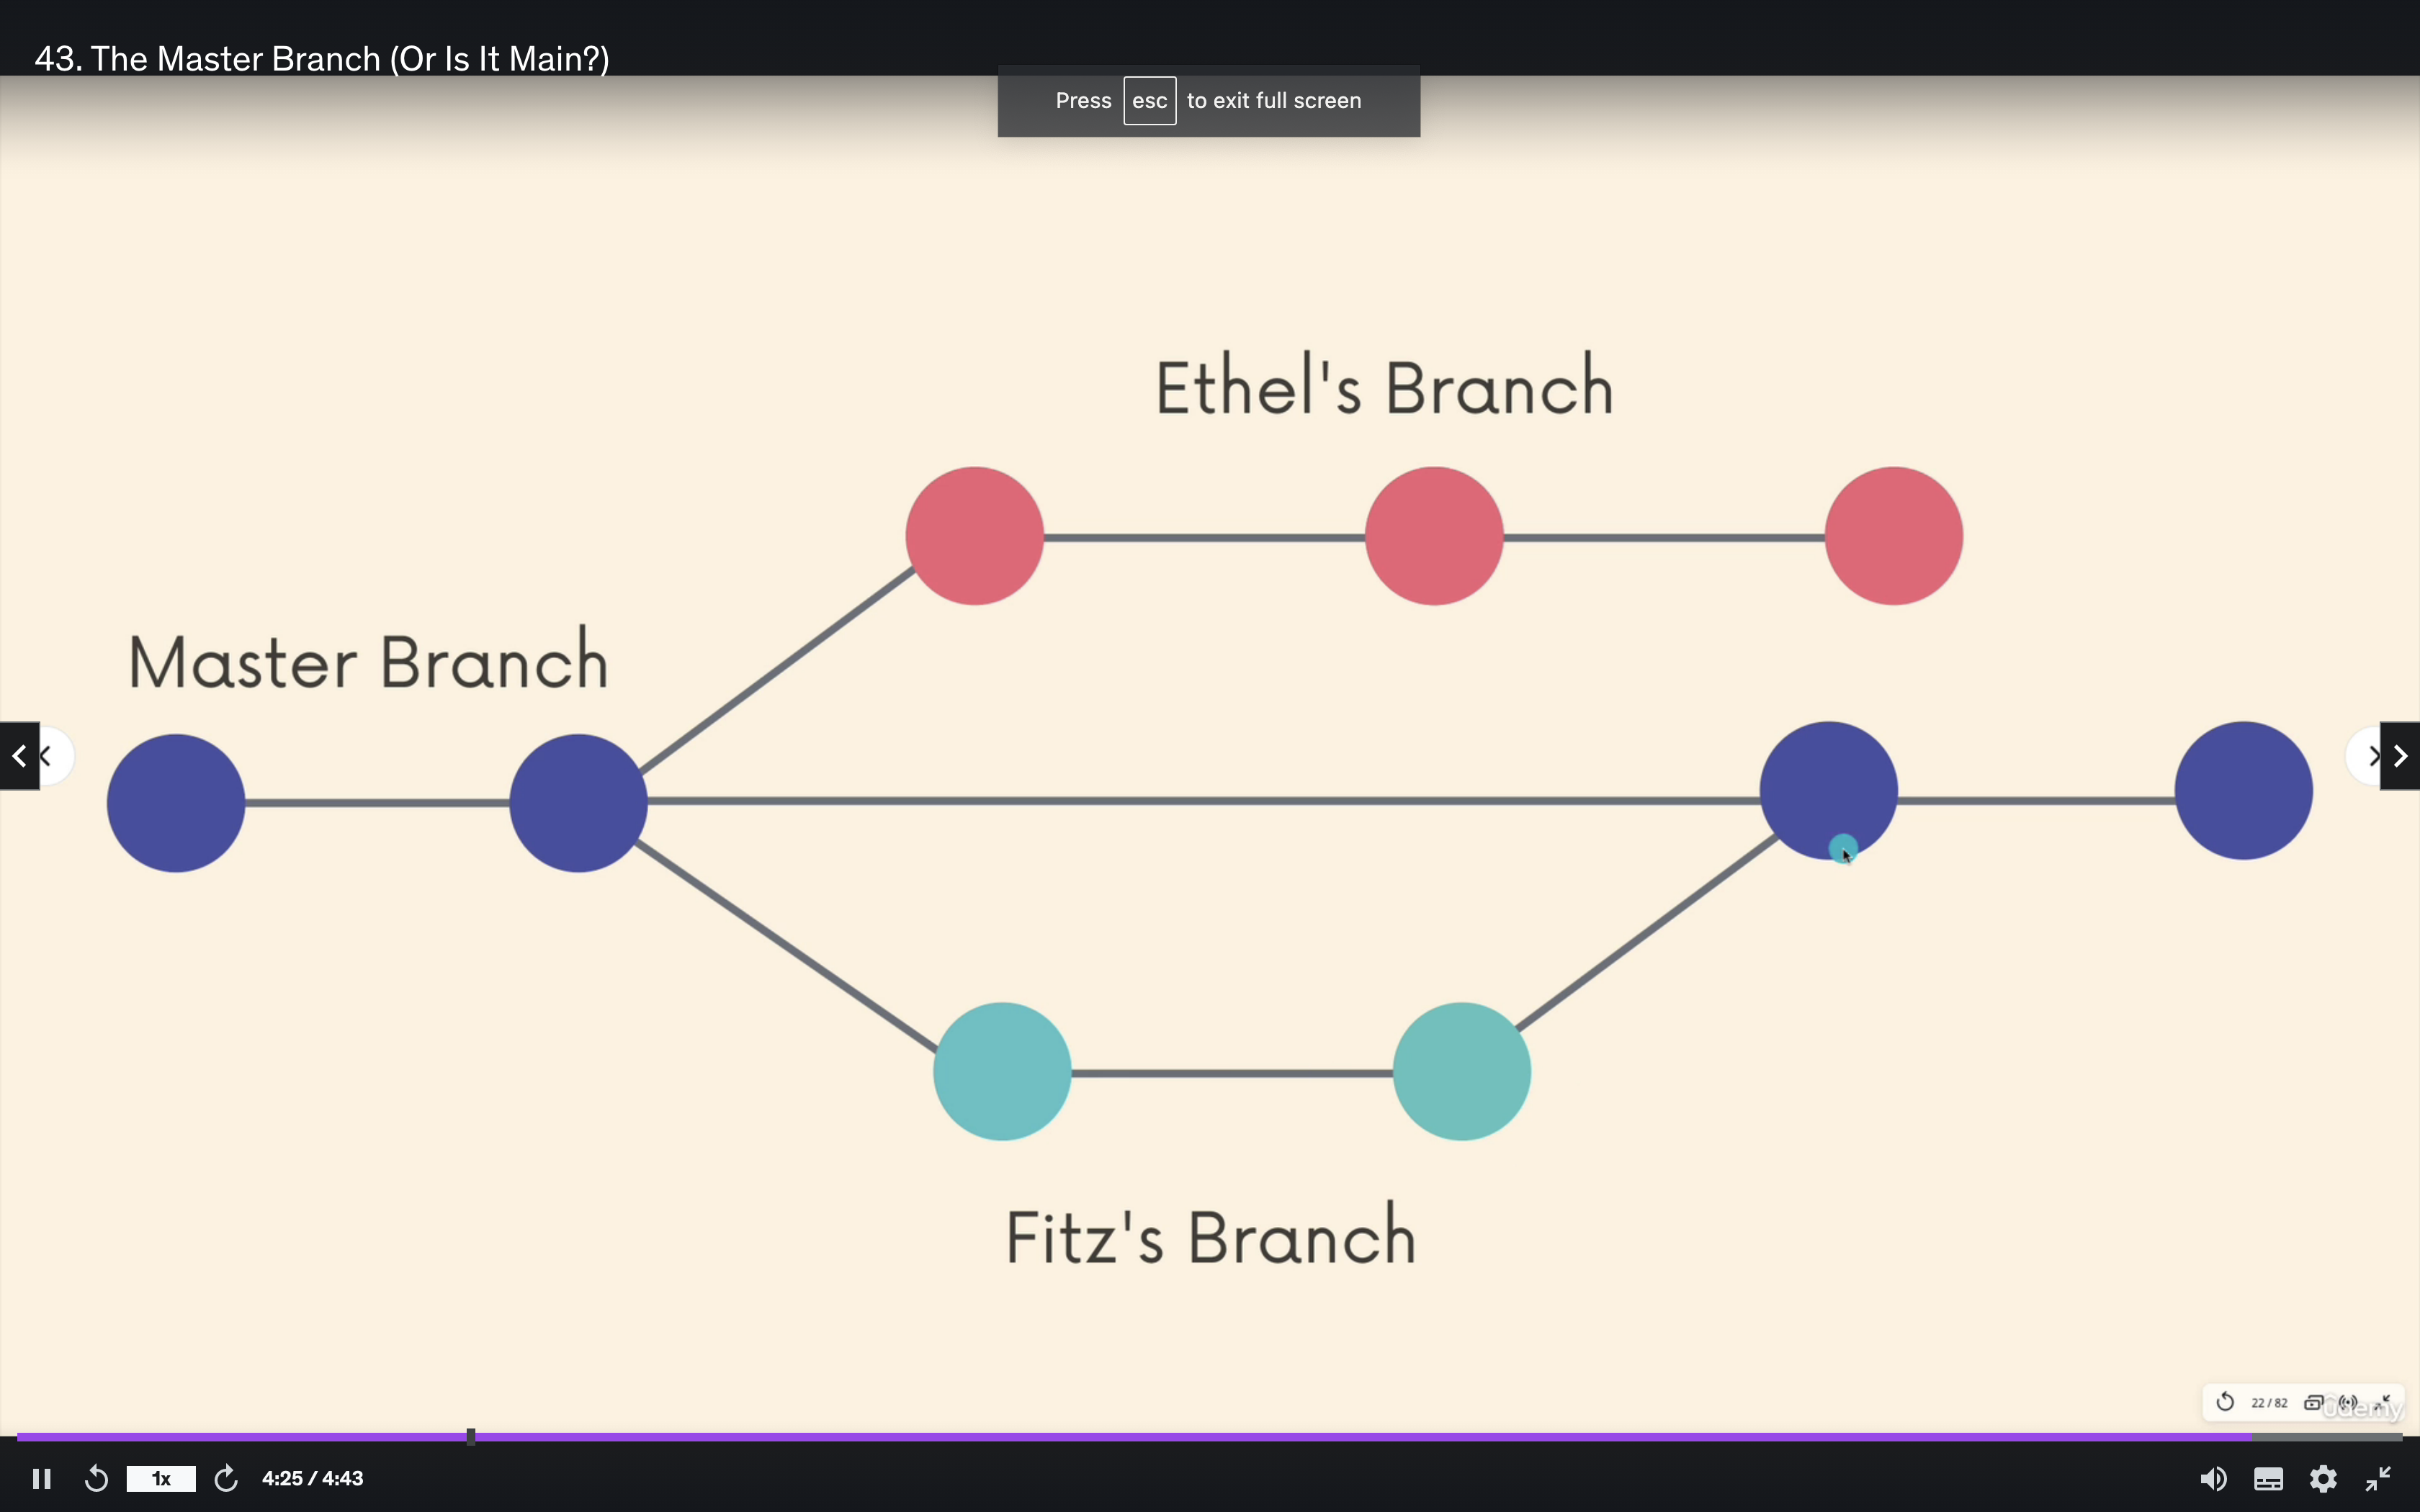 43. The Master Branch (Or Is It Main?)
Press esc to exit full screen
Ethel's Branch
Master Branch
Fitz's Branch
22 / 82
Udemy
1x
4:25 / 4:43